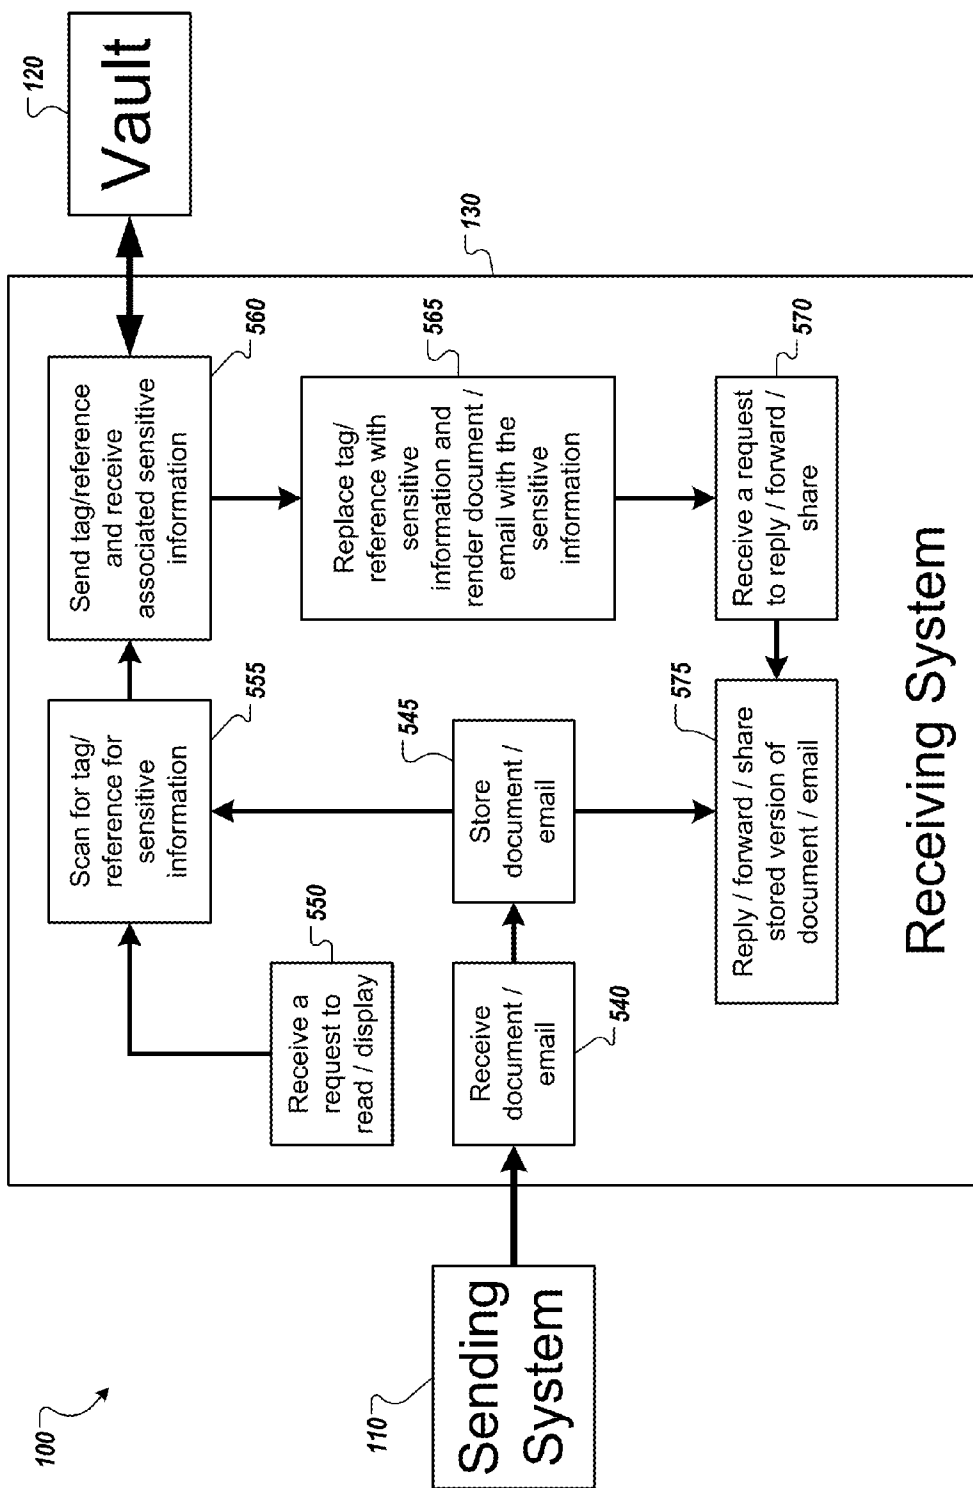 100
110
Sending
System
120
Vault
130
Receive a
request to
read / display
550
Scan for tag/
reference for
sensitive
information
555
Send tag/reference
and receive
associated sensitive
information
560
Receive
document /
email
540
Store
document /
email
545
Replace tag/
reference with
sensitive
information and
render document /
email with the
sensitive
information
565
Reply / forward / share
stored version of
document / email
575
Receive a request
to reply / forward /
share
570
Receiving System